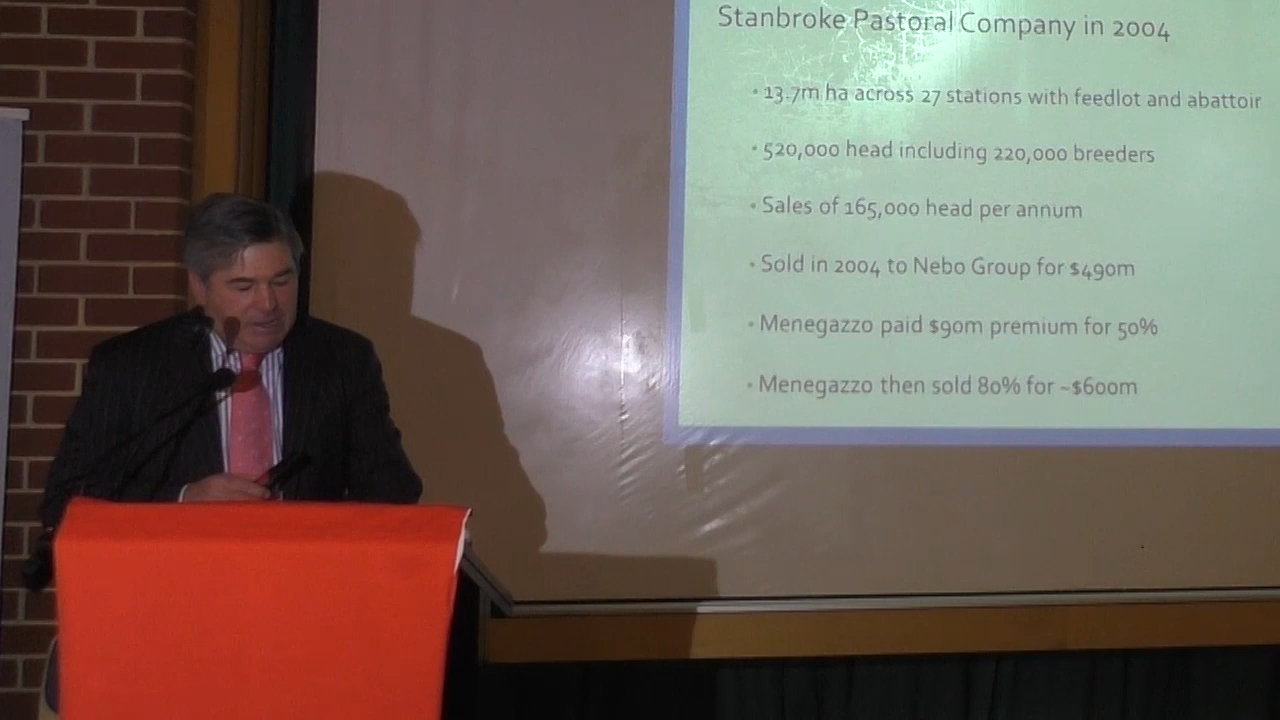 Stanbroke Pastoral Company in 2004
• 13.7m ha across 27 stations with feedlot and abattoir
• 520,000 head including 220,000 breeders
• Sales of 165,000 head per annum
• Sold in 2004 to Nebo Group for $490m
• Menegazzo paid $90m premium for 50%
• Menegazzo then sold 80% for ~$600m